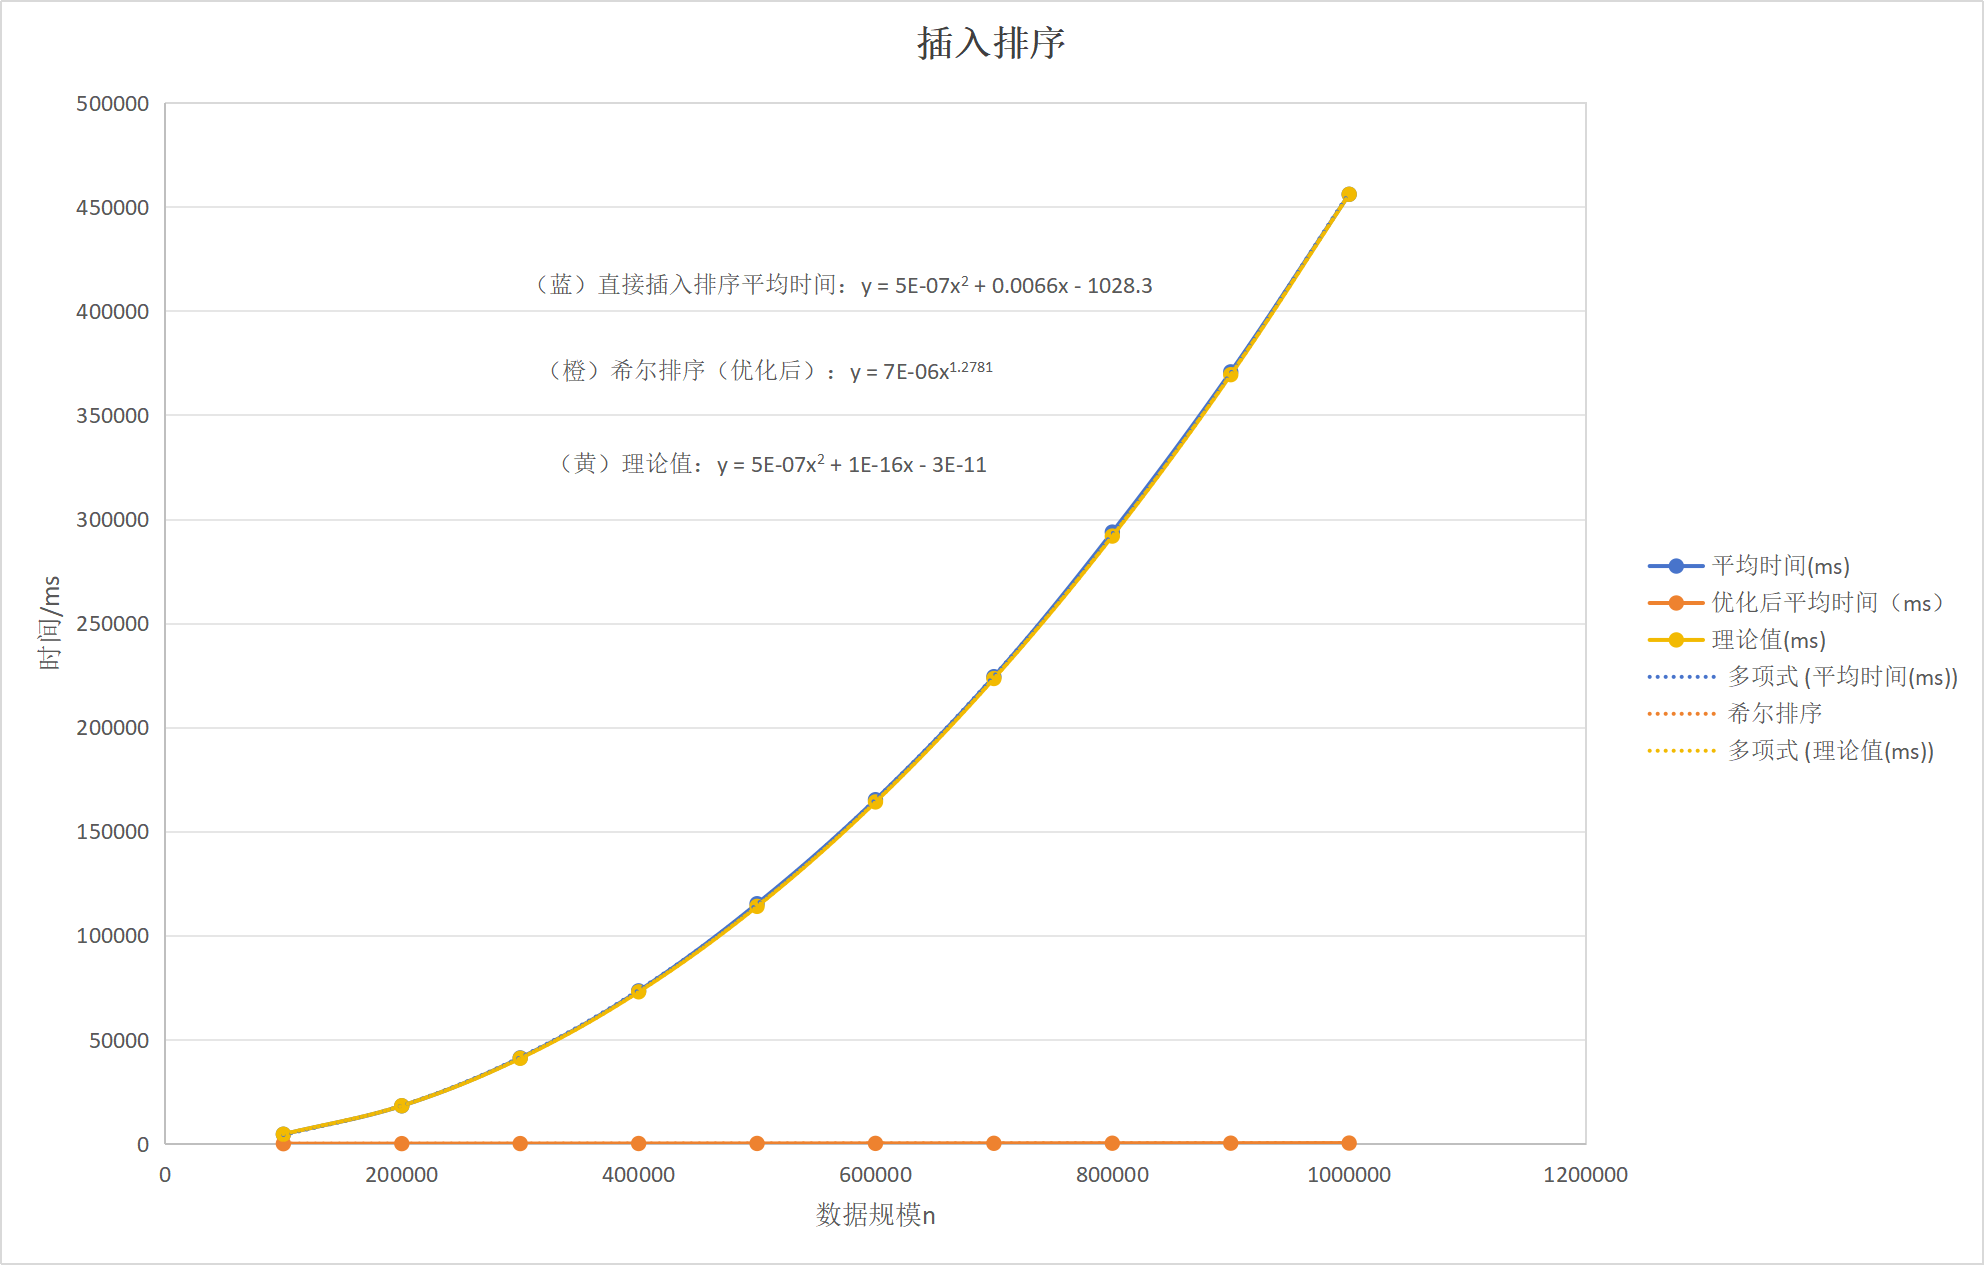 插入排序
500000
450000
400000
350000
300000
250000
200000
150000
100000
50000
0
时间/ms
（蓝）直接插入排序平均时间：y = 5E-07x² + 0.0066x - 1028.3
（橙）希尔排序（优化后）：y = 7E-06x^1.2781
（黄）理论值：y = 5E-07x² + 1E-16x - 3E-11
平均时间(ms)
优化后平均时间（ms）
理论值(ms)
多项式 (平均时间(ms))
希尔排序
多项式 (理论值(ms))
0 200000 400000 600000 800000 1000000 1200000
数据规模n